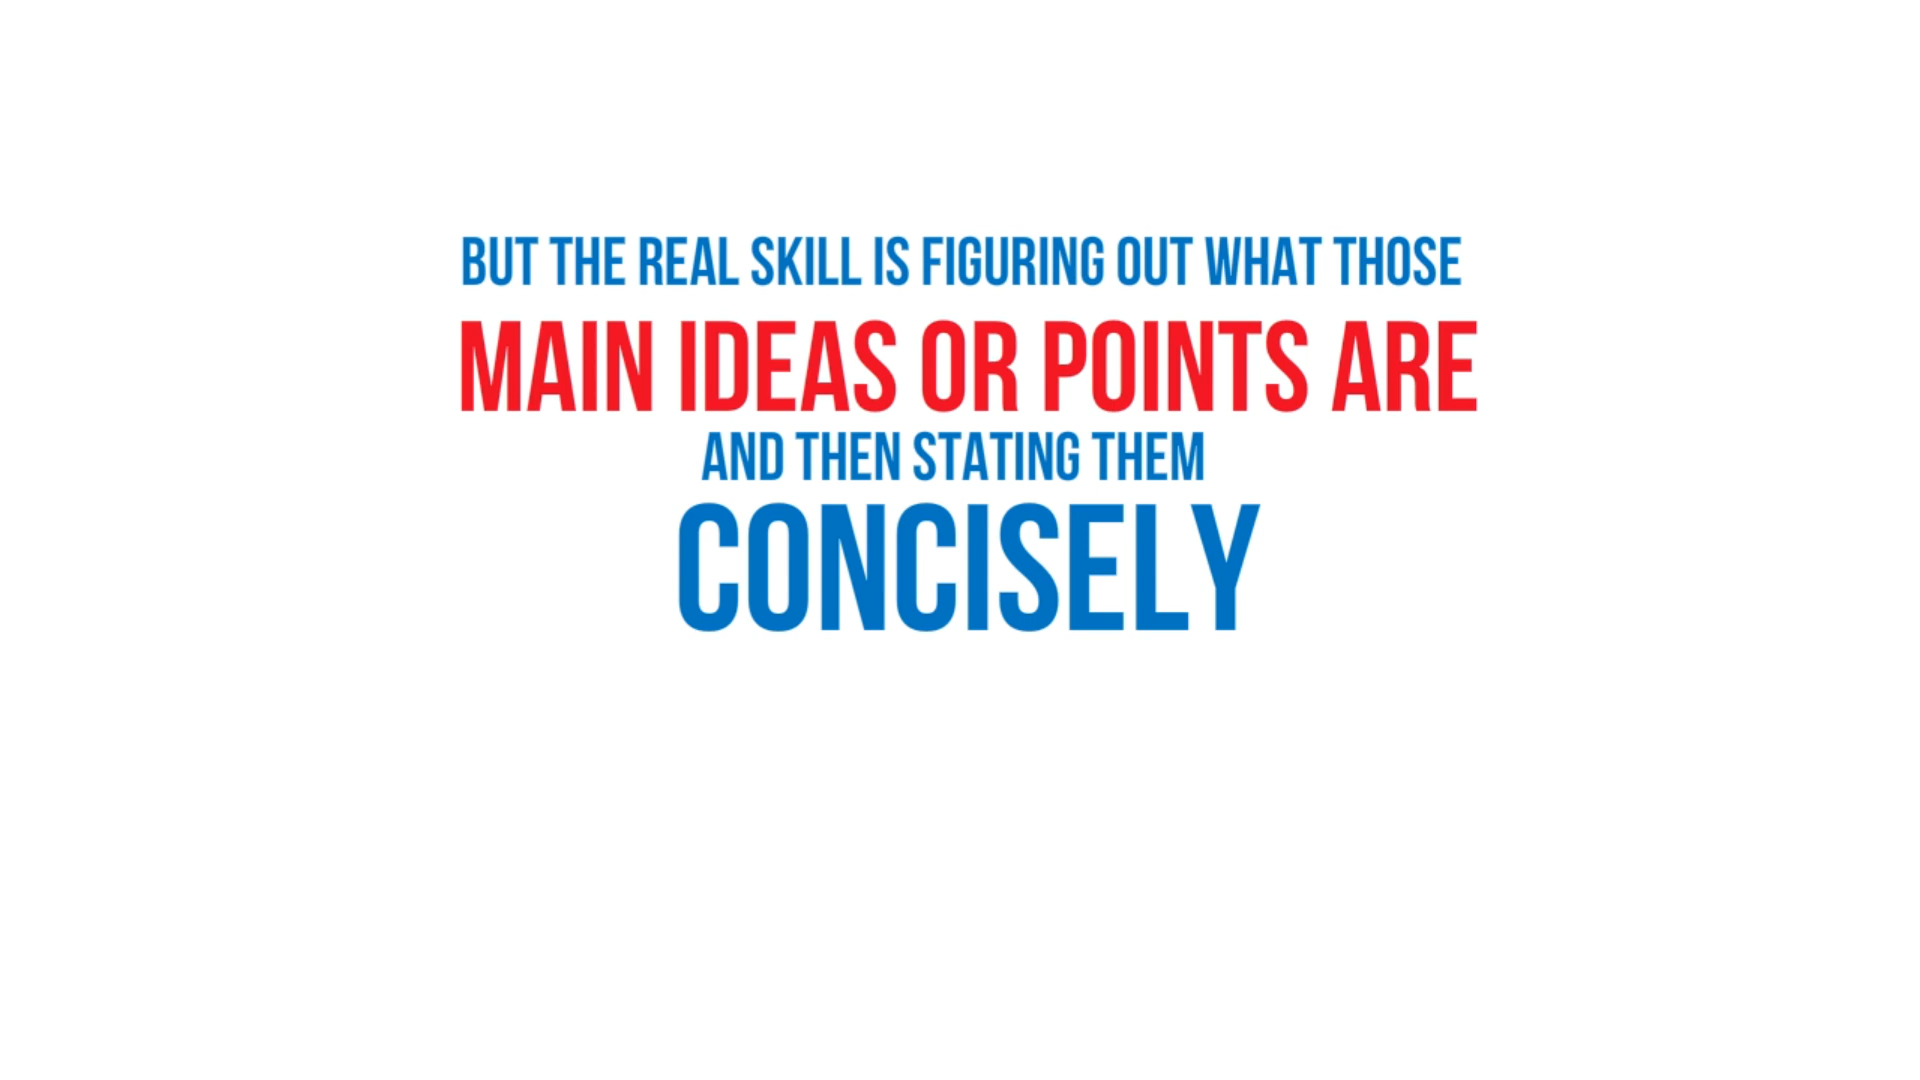 BUT THE REAL SKILL IS FIGURING OUT WHAT THOSE
MAIN IDEAS OR POINTS ARE
AND THEN STATING THEM
CONCISELY